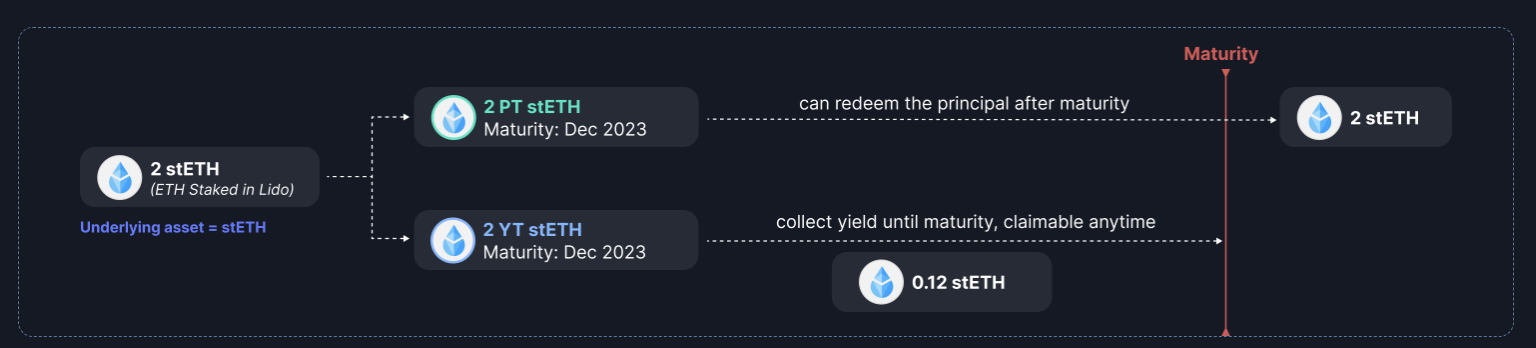 Maturity
2 PT stETH
Maturity: Dec 2023
can redeem the principal after maturity
2 stETH
2 stETH
(ETH Staked in Lido)
Underlying asset = stETH
2 YT stETH
Maturity: Dec 2023
collect yield until maturity, claimable anytime
0.12 stETH